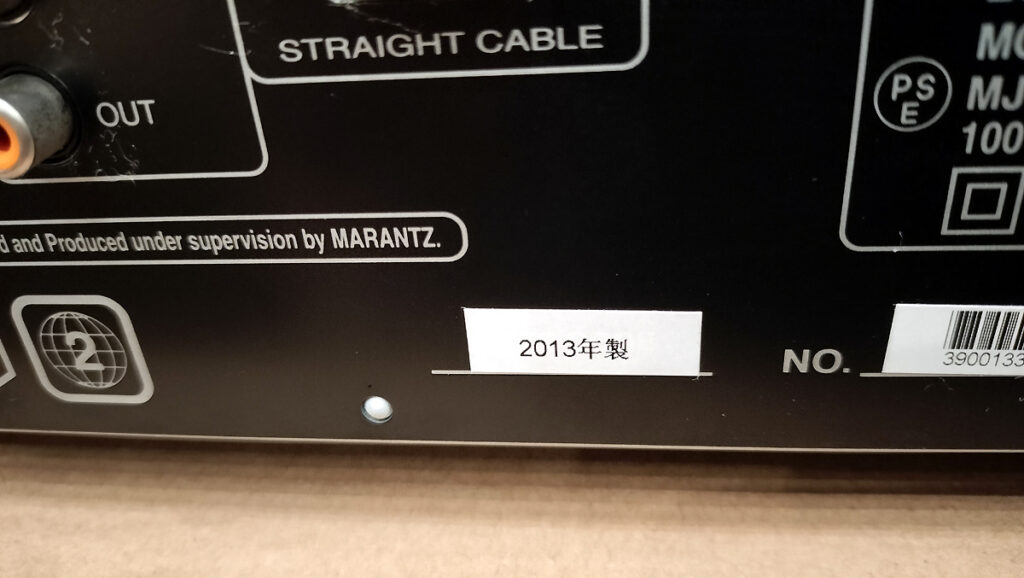 STRAIGHT CABLE
OUT
and Produced under supervision by MARANTZ.
2
2013年製
NO.
3900133
PSE
MJ
100